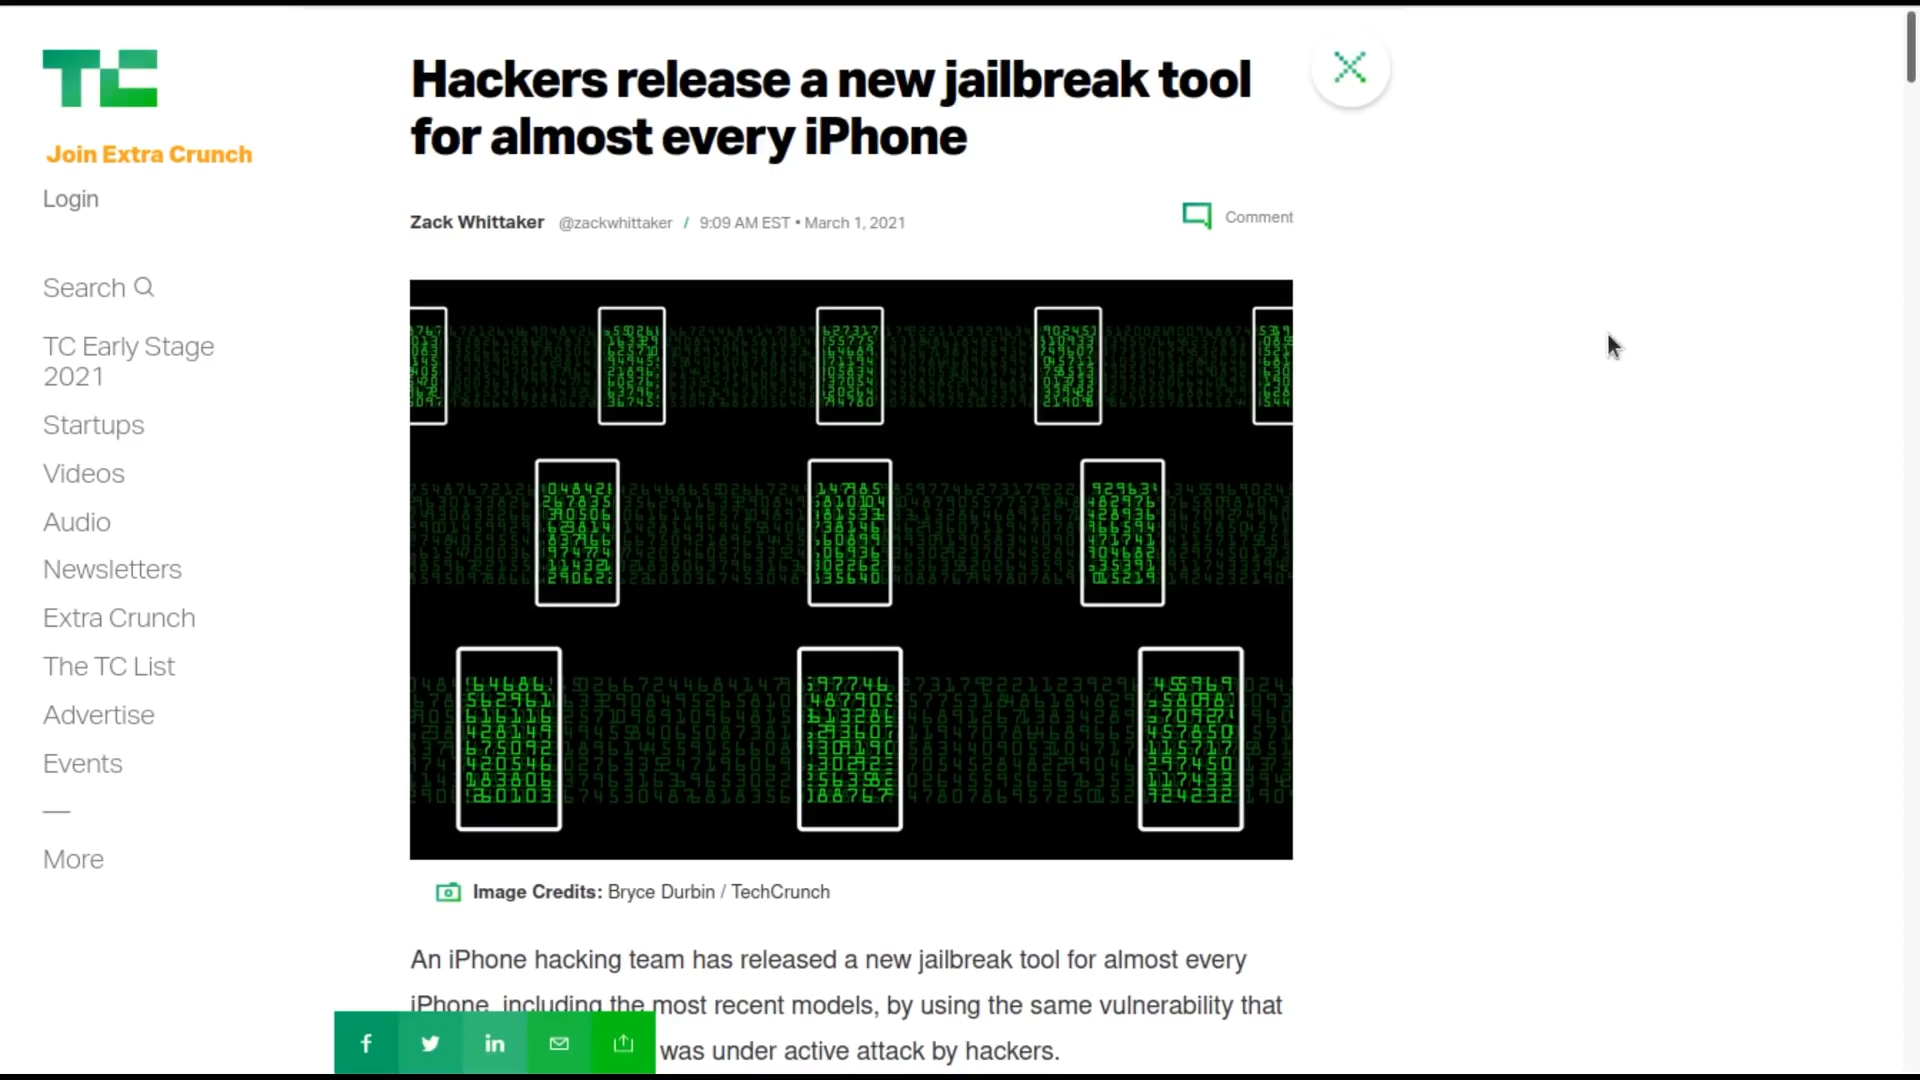 TC
Join Extra Crunch
Login
Search
TC Early Stage
2021
Startups
Videos
Audio
Newsletters
Extra Crunch
The TC List
Advertise
Events
More
Hackers release a new jailbreak tool
for almost every iPhone
Zack Whittaker @zackwhittaker / 9:09 AM EST • March 1, 2021
Comment
Image Credits: Bryce Durbin / TechCrunch
An iPhone hacking team has released a new jailbreak tool for almost every
iPhone, including the most recent models, by using the same vulnerability that
was under active attack by hackers.